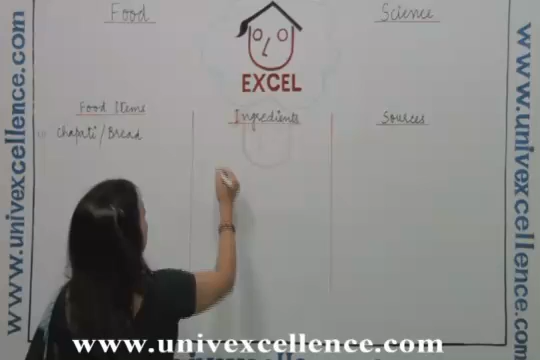 Food
Science
EXCEL
Food Items
Ingredients
Sources
Chapati/Bread
www.univexcellence.com
www.univexcellence.com
www.univexcellence.com